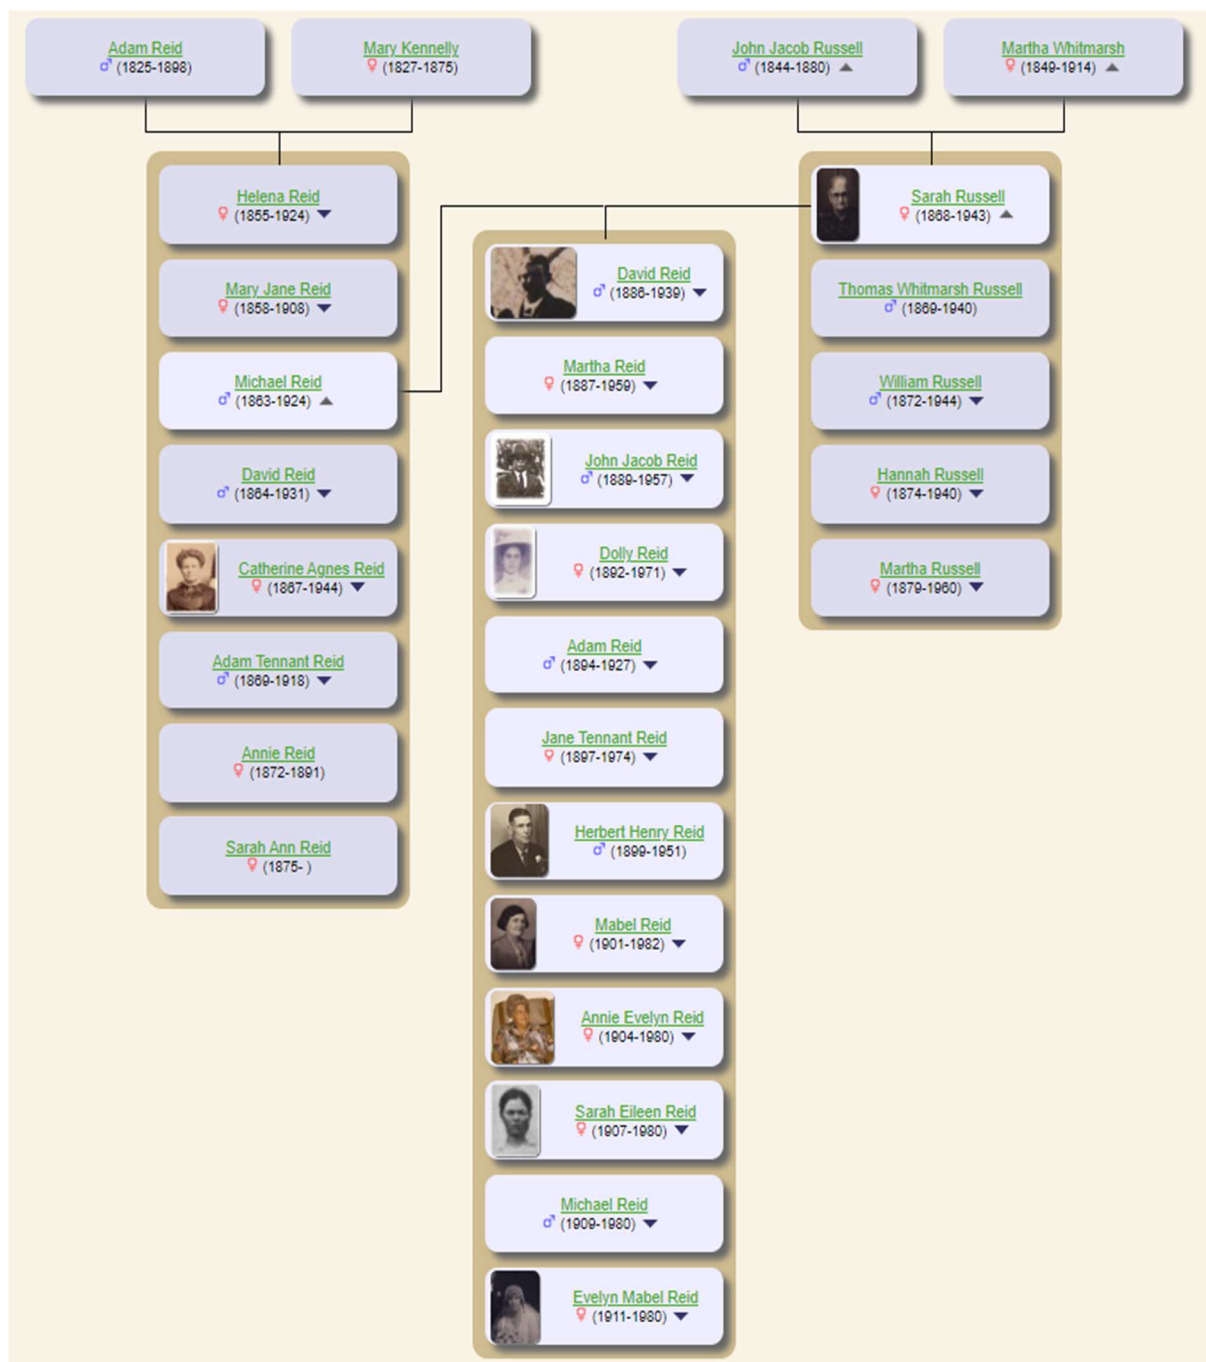 Adam Reid
♂ (1825-1898)
Mary Kennelly
♀ (1827-1875)
John Jacob Russell
♂ (1844-1880)
Martha Whitmarsh
♀ (1849-1914)
Helena Reid
♀ (1855-1924)
Mary Jane Reid
♀ (1858-1908)
Michael Reid
♂ (1863-1924)
David Reid
♂ (1864-1931)
Catherine Agnes Reid
♀ (1867-1944)
Adam Tennant Reid
♂ (1869-1918)
Annie Reid
♀ (1872-1891)
Sarah Ann Reid
♀ (1875- )
David Reid
♂ (1886-1939)
Martha Reid
♀ (1887-1959)
John Jacob Reid
♂ (1889-1957)
Dolly Reid
♀ (1892-1971)
Adam Reid
♂ (1894-1927)
Jane Tennant Reid
♀ (1897-1974)
Herbert Henry Reid
♂ (1899-1951)
Mabel Reid
♀ (1901-1982)
Annie Evelyn Reid
♀ (1904-1980)
Sarah Eileen Reid
♀ (1907-1980)
Michael Reid
♂ (1909-1980)
Evelyn Mabel Reid
♀ (1911-1980)
Sarah Russell
♀ (1868-1943)
Thomas Whitmarsh Russell
♂ (1869-1940)
William Russell
♂ (1872-1944)
Hannah Russell
♀ (1874-1940)
Martha Russell
♀ (1879-1960)